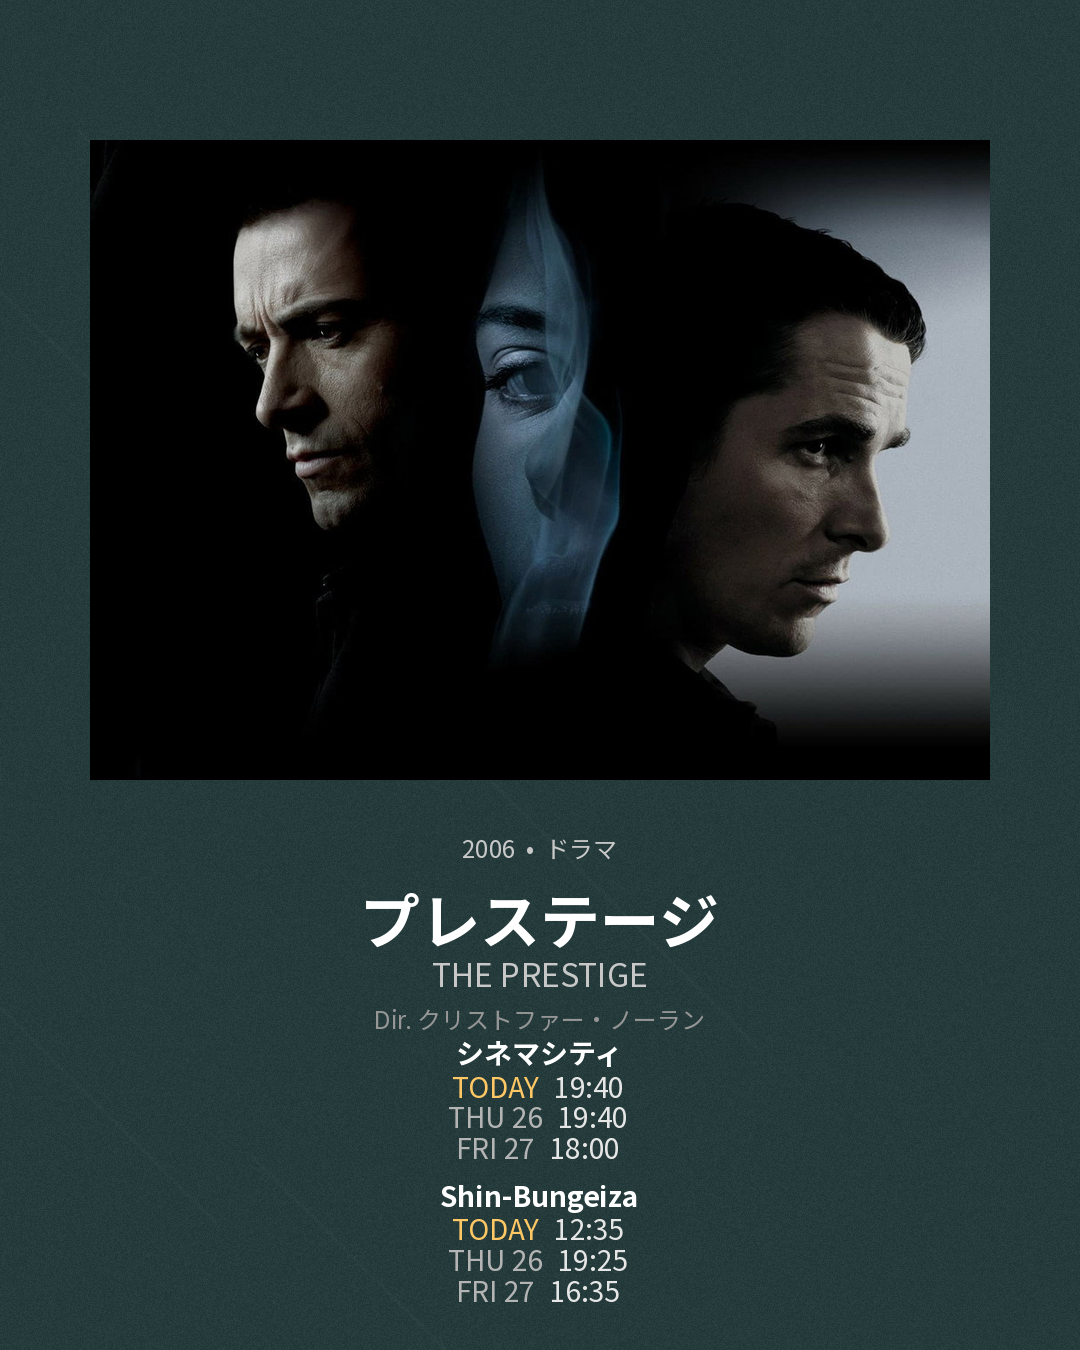 2006 • ドラマ
プレステージ
THE PRESTIGE
Dir. クリストファー・ノーラン
シネマシティ
TODAY 19:40
THU 26 19:40
FRI 27 18:00
Shin-Bungeiza
TODAY 12:35
THU 26 19:25
FRI 27 16:35